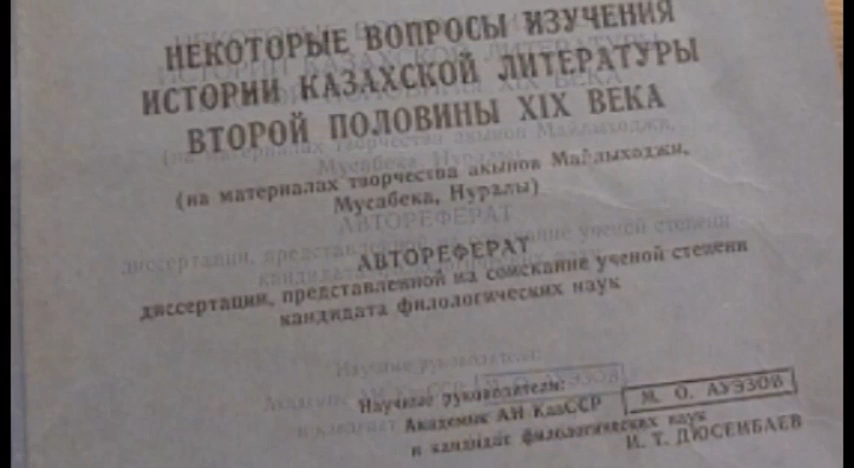 НЕКОТОРЫЕ ВОПРОСЫ ИЗУЧЕНИЯ
ИСТОРИИ КАЗАХСКОЙ ЛИТЕРАТУРЫ
ВТОРОЙ ПОЛОВИНЫ XIX ВЕКА
(на материалах творчества акынов Майлыходжи,
Мусабека, Нуралы)
АВТОРЕФЕРАТ
диссертации, представленной на соискание ученой степени
кандидата филологических наук
Научные руководители:
Академик АН КазССР М. О. АУЭЗОВ
и кандидат филологических наук
И. Т. ДЮСЕНБАЕВ